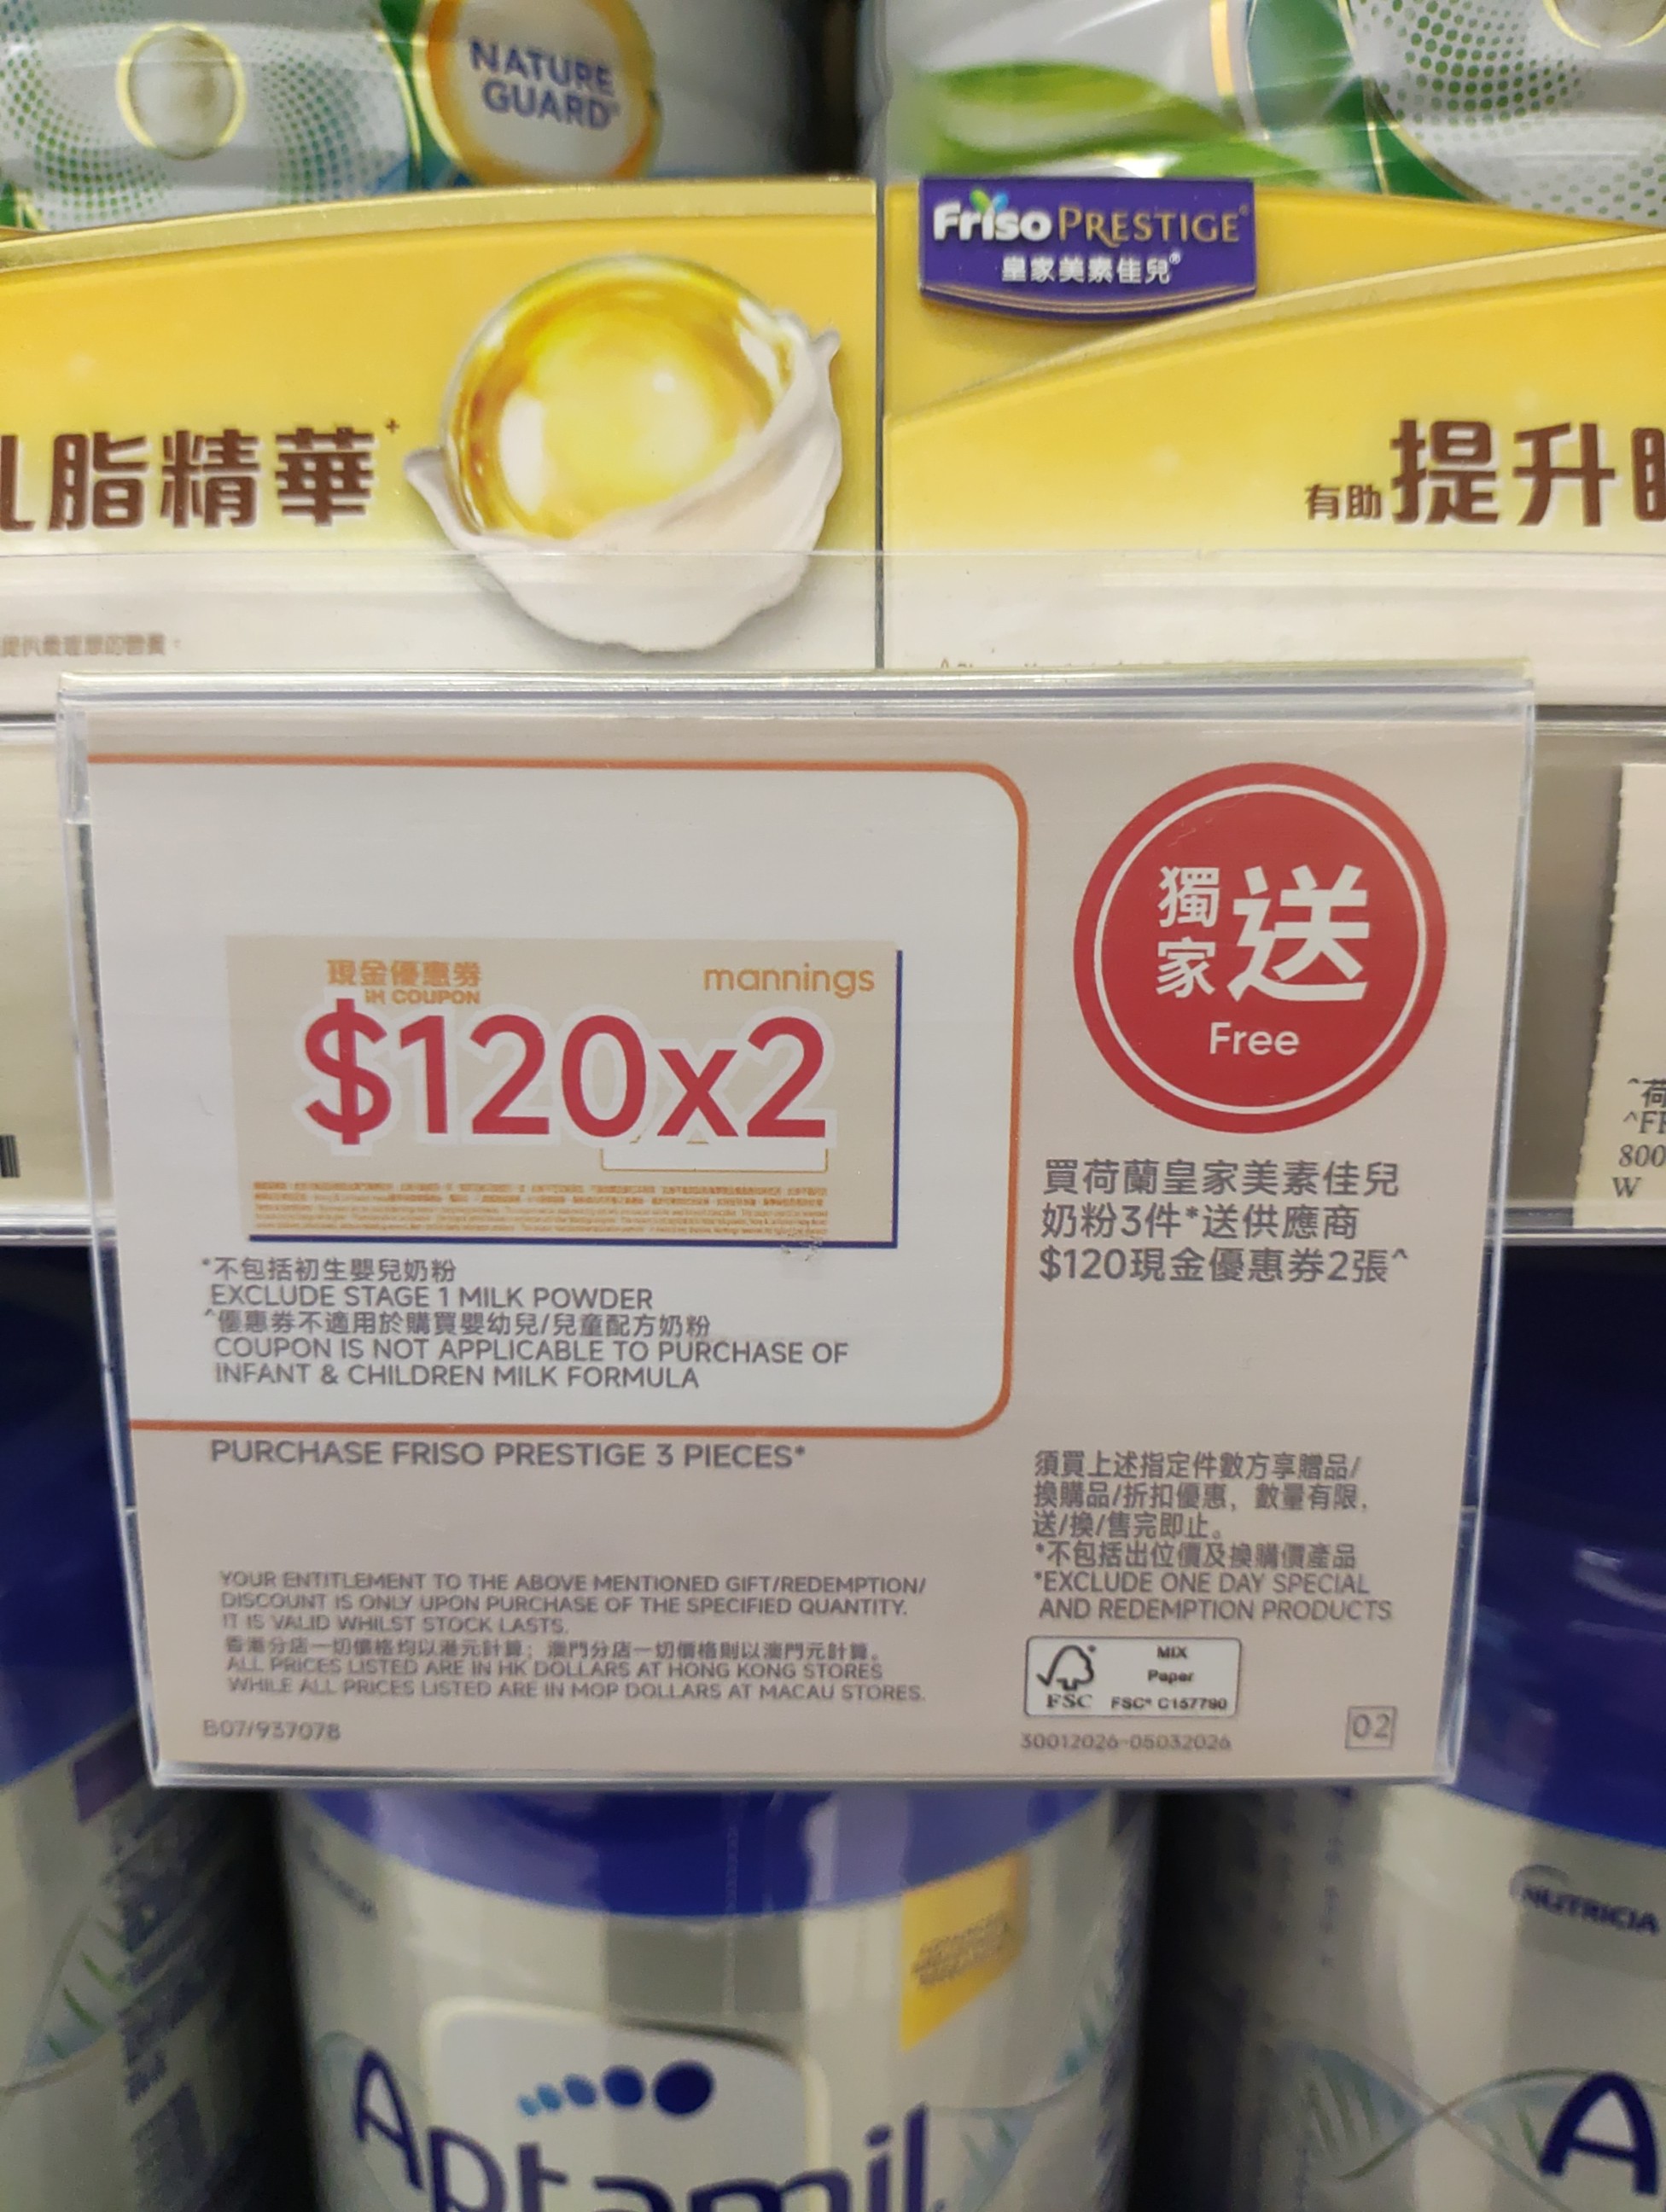 NATURE
GUARD®
Friso PRESTIGE®
皇家美素佳兒®
脂精華+
有助提升
現金優惠券
COUPON
mannings
$120x2
獨家送
Free
買荷蘭皇家美素佳兒
奶粉3件*送供應商
$120現金優惠券2張^
*不包括初生嬰兒奶粉
EXCLUDE STAGE 1 MILK POWDER
^優惠券不適用於購買嬰幼兒/兒童配方奶粉
COUPON IS NOT APPLICABLE TO PURCHASE OF
INFANT & CHILDREN MILK FORMULA
PURCHASE FRISO PRESTIGE 3 PIECES*
須買上述指定件數方享贈品/
換購品/折扣優惠，數量有限，
送/換/售完即止。
*不包括出位價及換購價產品
*EXCLUDE ONE DAY SPECIAL
AND REDEMPTION PRODUCTS
YOUR ENTITLEMENT TO THE ABOVE MENTIONED GIFT/REDEMPTION/
DISCOUNT IS ONLY UPON PURCHASE OF THE SPECIFIED QUANTITY.
IT IS VALID WHILST STOCK LASTS.
香港分店一切價格均以港元計算；澳門分店一切價格則以澳門元計算。
ALL PRICES LISTED ARE IN HK DOLLARS AT HONG KONG STORES
WHILE ALL PRICES LISTED ARE IN MOP DOLLARS AT MACAU STORES.
FSC
MIX
Paper
FSC® C157790
B07/937078
30012026-05032026
02
^荷
^F
800
W
NUTRICIA
Aptamil
A